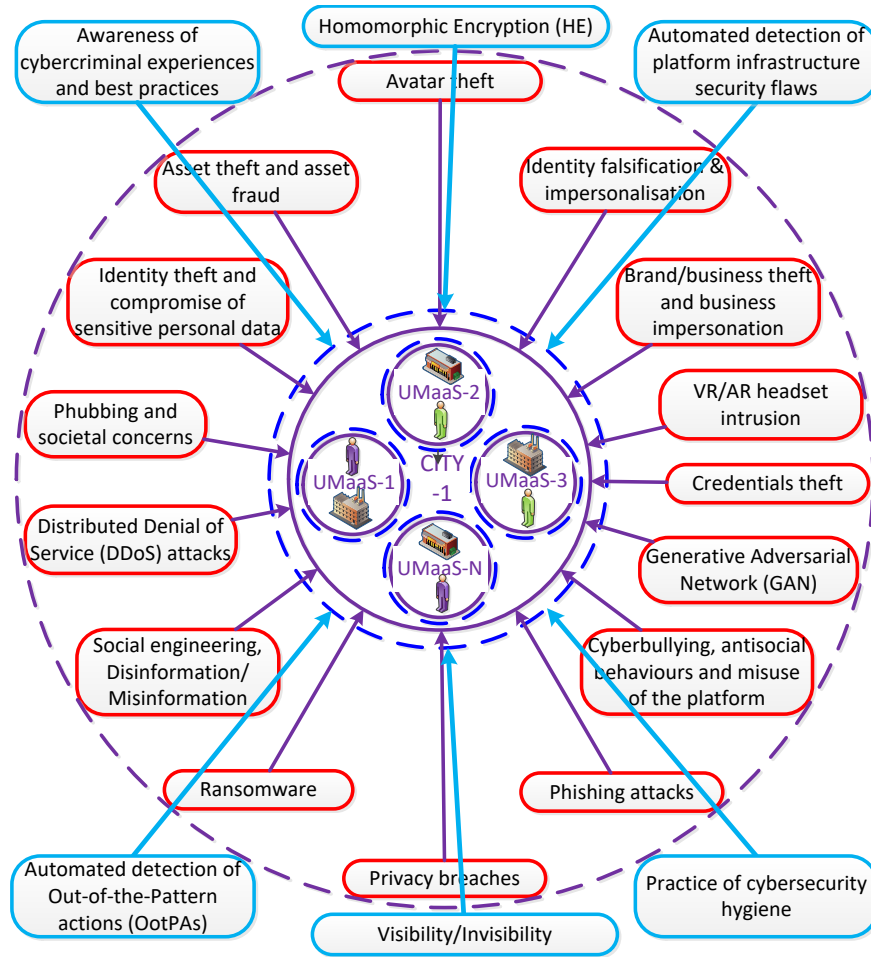 Homomorphic Encryption (HE)
Awareness of
cybercriminal experiences
and best practices
Automated detection of
platform infrastructure
security flaws
Avatar theft
Asset theft and asset
fraud
Identity falsification &
impersonalisation
Identity theft and
compromise of
sensitive personal data
Brand/business theft
and business
impersonation
Phubbing and
societal concerns
VR/AR headset
intrusion
UMaaS-2
UMaaS-1
CITY
-1
UMaaS-3
UMaaS-N
Credentials theft
Distributed Denial of
Service (DDoS) attacks
Generative Adversarial
Network (GAN)
Social engineering,
Disinformation/
Misinformation
Cyberbullying, antisocial
behaviours and misuse
of the platform
Ransomware
Phishing attacks
Privacy breaches
Automated detection of
Out-of-the-Pattern
actions (OotPAs)
Visibility/Invisibility
Practice of cybersecurity
hygiene